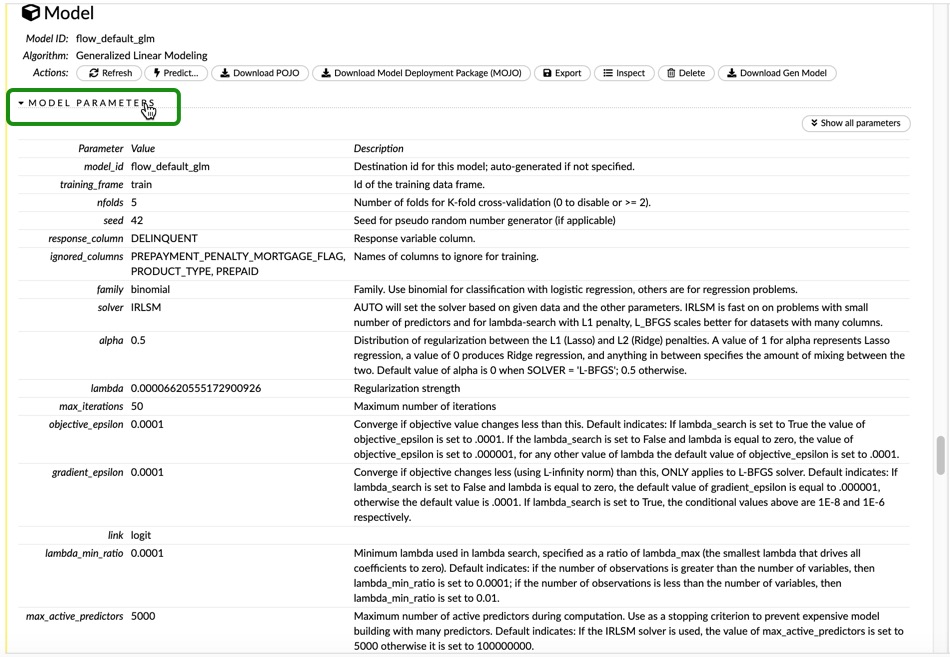 Model
Model ID: flow_default_glm
Algorithm: Generalized Linear Modeling
Actions: Refresh Predict... Download POJO Download Model Deployment Package (MOJO) Export Inspect Delete Download Gen Model
MODEL PARAMETERS
Show all parameters
Parameter Value Description
model_id flow_default_glm Destination id for this model; auto-generated if not specified.
training_frame train Id of the training data frame.
nfolds 5 Number of folds for K-fold cross-validation (0 to disable or >= 2).
seed 42 Seed for pseudo random number generator (if applicable)
response_column DELINQUENT Response variable column.
ignored_columns PREPAYMENT_PENALTY_MORTGAGE_FLAG, Names of columns to ignore for training.
PRODUCT_TYPE, PREPAID
family binomial Family. Use binomial for classification with logistic regression, others are for regression problems.
solver IRLSM AUTO will set the solver based on given data and the other parameters. IRLSM is fast on on problems with small
number of predictors and for lambda-search with L1 penalty, L_BFGS scales better for datasets with many columns.
alpha 0.5 Distribution of regularization between the L1 (Lasso) and L2 (Ridge) penalties. A value of 1 for alpha represents Lasso
regression, a value of 0 produces Ridge regression, and anything in between specifies the amount of mixing between the
two. Default value of alpha is 0 when SOLVER = 'L-BFGS'; 0.5 otherwise.
lambda 0.00006620555172900926 Regularization strength
max_iterations 50 Maximum number of iterations
objective_epsilon 0.0001 Converge if objective value changes less than this. Default indicates: If lambda_search is set to True the value of
objective_epsilon is set to .0001. If the lambda_search is set to False and lambda is equal to zero, the value of
objective_epsilon is set to .000001, for any other value of lambda the default value of objective_epsilon is set to .0001.
gradient_epsilon 0.0001 Converge if objective changes less (using L-infinity norm) than this, ONLY applies to L-BFGS solver. Default indicates: If
lambda_search is set to False and lambda is equal to zero, the default value of gradient_epsilon is equal to .000001,
otherwise the default value is .0001. If lambda_search is set to True, the conditional values above are 1E-8 and 1E-6
respectively.
link logit
lambda_min_ratio 0.0001 Minimum lambda used in lambda search, specified as a ratio of lambda_max (the smallest lambda that drives all
coefficients to zero). Default indicates: if the number of observations is greater than the number of variables, then
lambda_min_ratio is set to 0.0001; if the number of observations is less than the number of variables, then
lambda_min_ratio is set to 0.01.
max_active_predictors 5000 Maximum number of active predictors during computation. Use as a stopping criterion to prevent expensive model
building with many predictors. Default indicates: If the IRLSM solver is used, the value of max_active_predictors is set to
5000 otherwise it is set to 100000000.